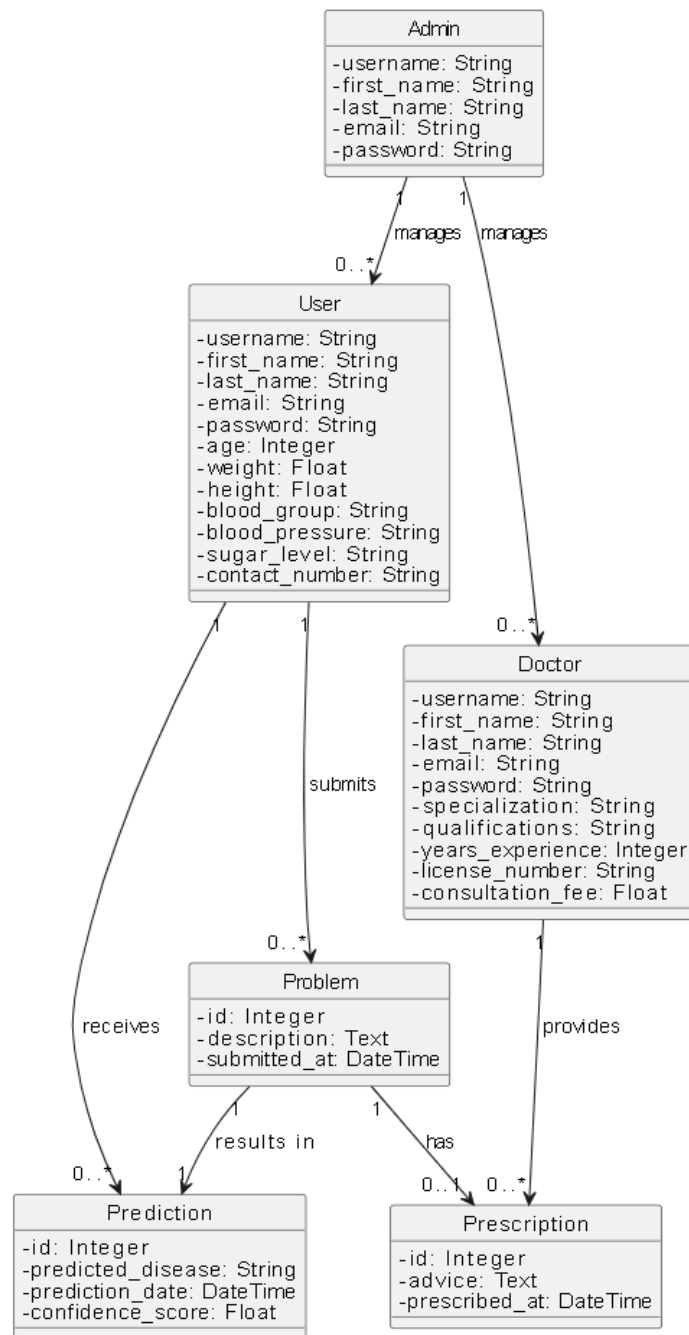 Admin
-username: String
-first_name: String
-last_name: String
-email: String
-password: String
1
1
manages
manages
0..*
User
-username: String
-first_name: String
-last_name: String
-email: String
-password: String
-age: Integer
-weight: Float
-height: Float
-blood_group: String
-blood_pressure: String
-sugar_level: String
-contact_number: String
1
1
0..*
Doctor
-username: String
-first_name: String
-last_name: String
-email: String
-password: String
-specialization: String
-qualifications: String
-years_experience: Integer
-license_number: String
-consultation_fee: Float
submits
1
0..*
Problem
-id: Integer
-description: Text
-submitted_at: DateTime
receives
provides
1
1
results in
has
0..*
1
0..1
0..*
Prediction
-id: Integer
-predicted_disease: String
-prediction_date: DateTime
-confidence_score: Float
Prescription
-id: Integer
-advice: Text
-prescribed_at: DateTime